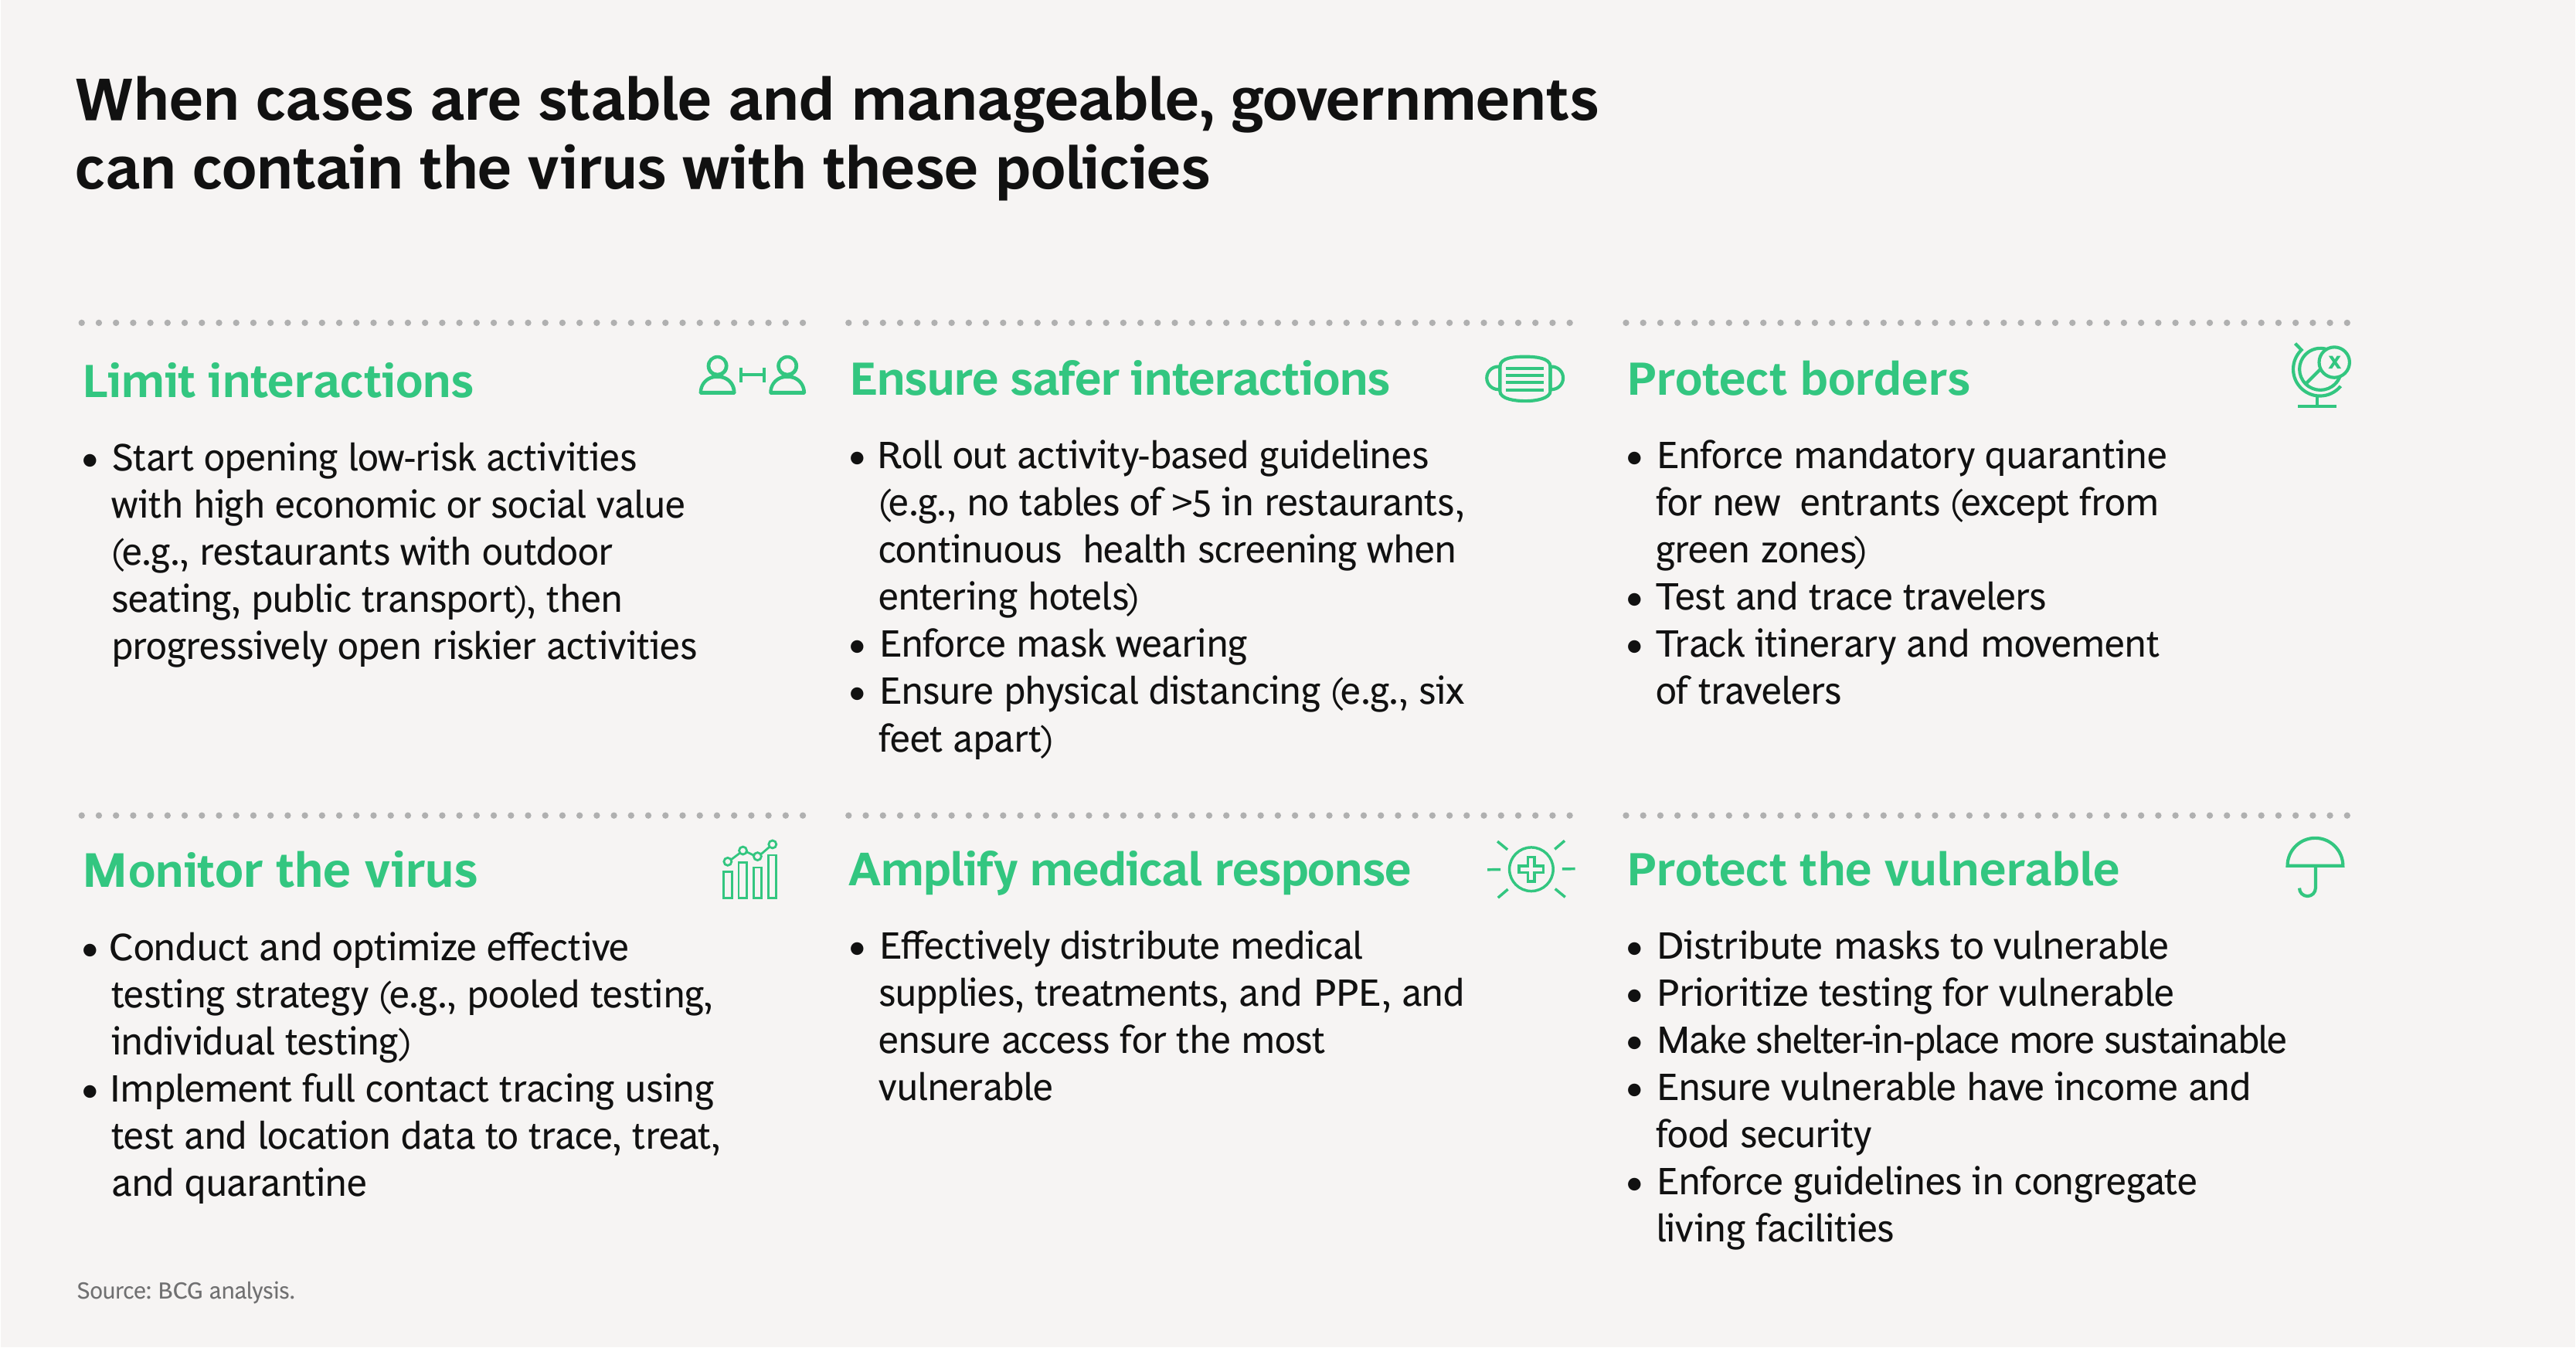 When cases are stable and manageable, governments
can contain the virus with these policies
Limit interactions
• Start opening low-risk activities
with high economic or social value
(e.g., restaurants with outdoor
seating, public transport), then
progressively open riskier activities
Ensure safer interactions
• Roll out activity-based guidelines
(e.g., no tables of >5 in restaurants,
continuous  health screening when
entering hotels)
• Enforce mask wearing
• Ensure physical distancing (e.g., six
feet apart)
Protect borders
x
• Enforce mandatory quarantine
for new  entrants (except from
green zones)
• Test and trace travelers
• Track itinerary and movement
of travelers
Monitor the virus
• Conduct and optimize effective
testing strategy (e.g., pooled testing,
individual testing)
• Implement full contact tracing using
test and location data to trace, treat,
and quarantine
Amplify medical response
• Effectively distribute medical
supplies, treatments, and PPE, and
ensure access for the most
vulnerable
Protect the vulnerable
• Distribute masks to vulnerable
• Prioritize testing for vulnerable
• Make shelter-in-place more sustainable
• Ensure vulnerable have income and
food security
• Enforce guidelines in congregate
living facilities
Source: BCG analysis.